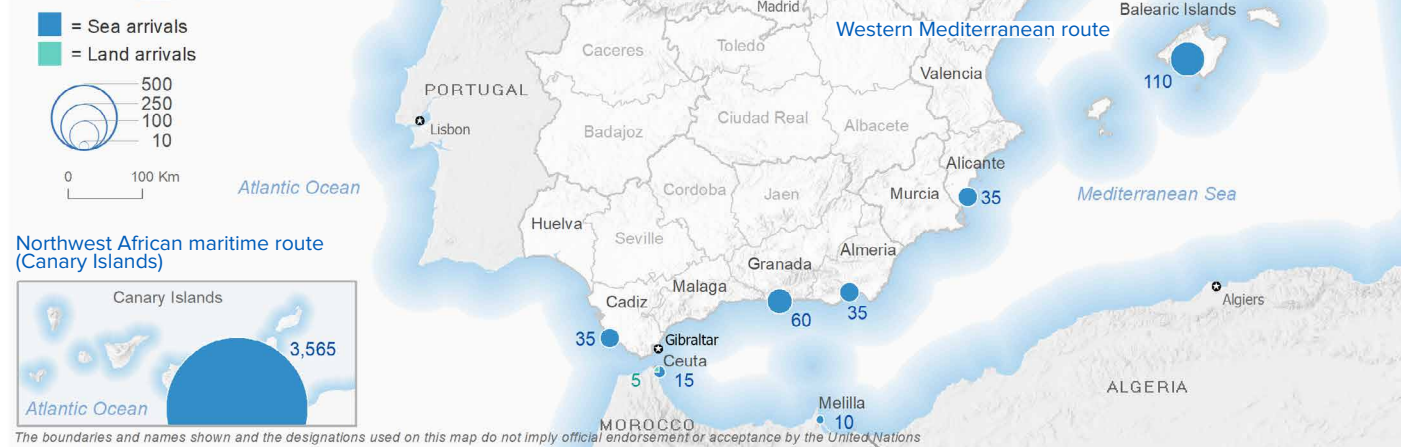 Madrid
Balearic Islands
= Sea arrivals
Western Mediterranean route
Caceres
Toledo
= Land arrivals
Valencia
110
500
PORTUGAL
250
100
Ciudad Real
Albacete
Lisbon
Badajoz
10
Alicante
0 100 Km
Atlantic Ocean
Cordoba
Jaen
Murcia
35
Mediterranean Sea
Huelva
Seville
Northwest African maritime route
(Canary Islands)
Almeria
Granada
Malaga
Canary Islands
Cadiz
Algiers
35
60
35
Gibraltar
3,565
Ceuta
5
15
ALGERIA
Atlantic Ocean
Melilla
10
MOROCCO
The boundaries and names shown and the designations used on this map do not imply official endorsement or acceptance by the United Nations